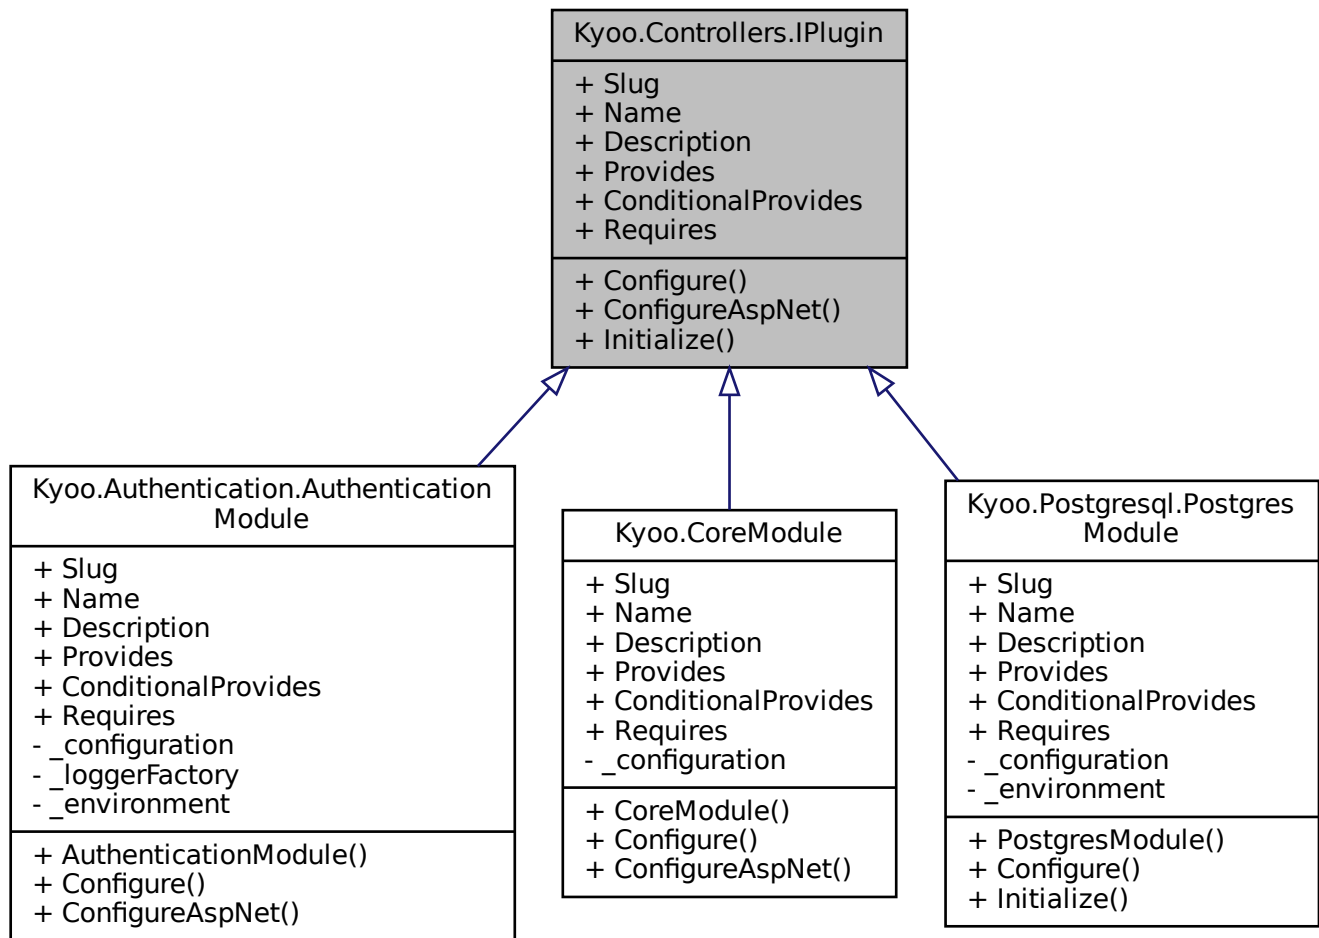 Kyoo.Controllers.IPlugin
+ Slug
+ Name
+ Description
+ Provides
+ ConditionalProvides
+ Requires
+ Configure()
+ ConfigureAspNet()
+ Initialize()
Kyoo.Authentication.Authentication
Module
+ Slug
+ Name
+ Description
+ Provides
+ ConditionalProvides
+ Requires
- _configuration
- _loggerFactory
- _environment
+ AuthenticationModule()
+ Configure()
+ ConfigureAspNet()
Kyoo.CoreModule
+ Slug
+ Name
+ Description
+ Provides
+ ConditionalProvides
+ Requires
- _configuration
+ CoreModule()
+ Configure()
+ ConfigureAspNet()
Kyoo.Postgresql.Postgres
Module
+ Slug
+ Name
+ Description
+ Provides
+ ConditionalProvides
+ Requires
- _configuration
- _environment
+ PostgresModule()
+ Configure()
+ Initialize()